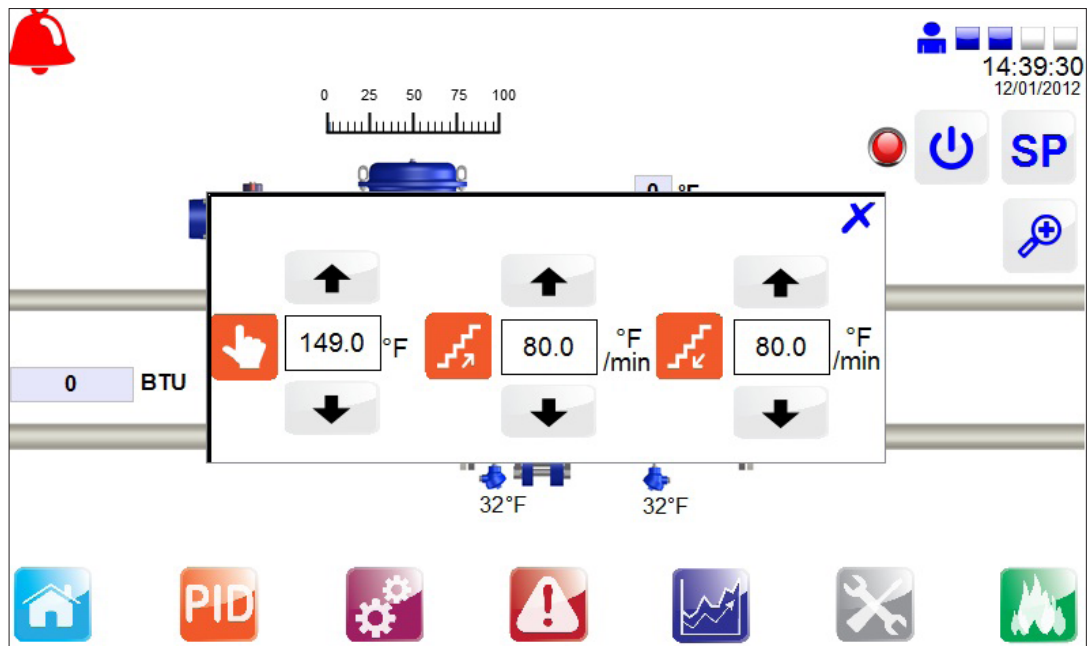 14:39:30
12/01/2012
0 25 50 75 100
SP
0 °F
149.0 °F
80.0 °F /min
80.0 °F /min
0 BTU
32°F 32°F
PID